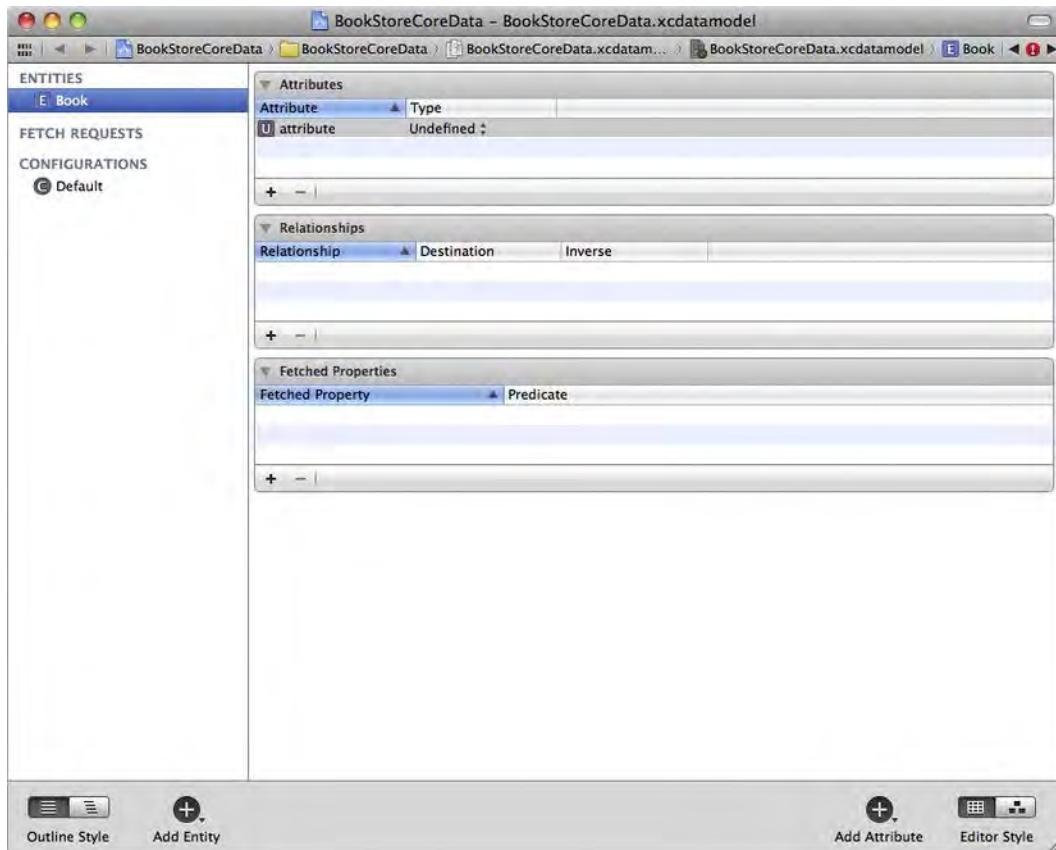 BookStoreCoreData - BookStoreCoreData.xcdatamodel
BookStoreCoreData BookStoreCoreData BookStoreCoreData.xcdatam... BookStoreCoreData.xcdatamodel E Book
ENTITIES
E Book
FETCH REQUESTS
CONFIGURATIONS
C Default
Attributes
Attribute Type
U attribute Undefined
+ -
Relationships
Relationship Destination Inverse
+ -
Fetched Properties
Fetched Property Predicate
+ -
Outline Style Add Entity Add Attribute Editor Style